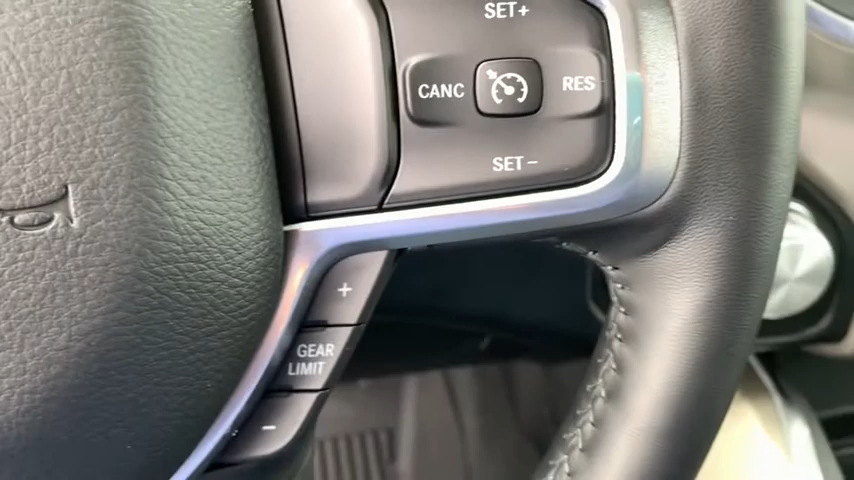 SET+
CANC
RES
SET−
+
GEAR
LIMIT
−